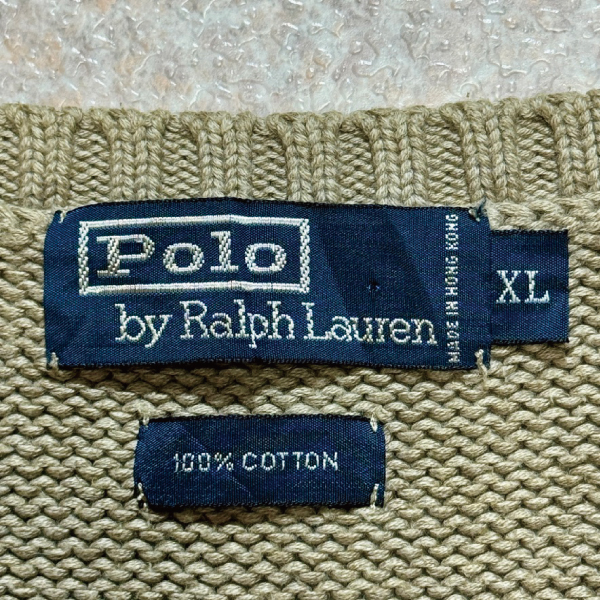 Polo
by Ralph Lauren
MADE IN HONG KONG
XL
100% COTTON